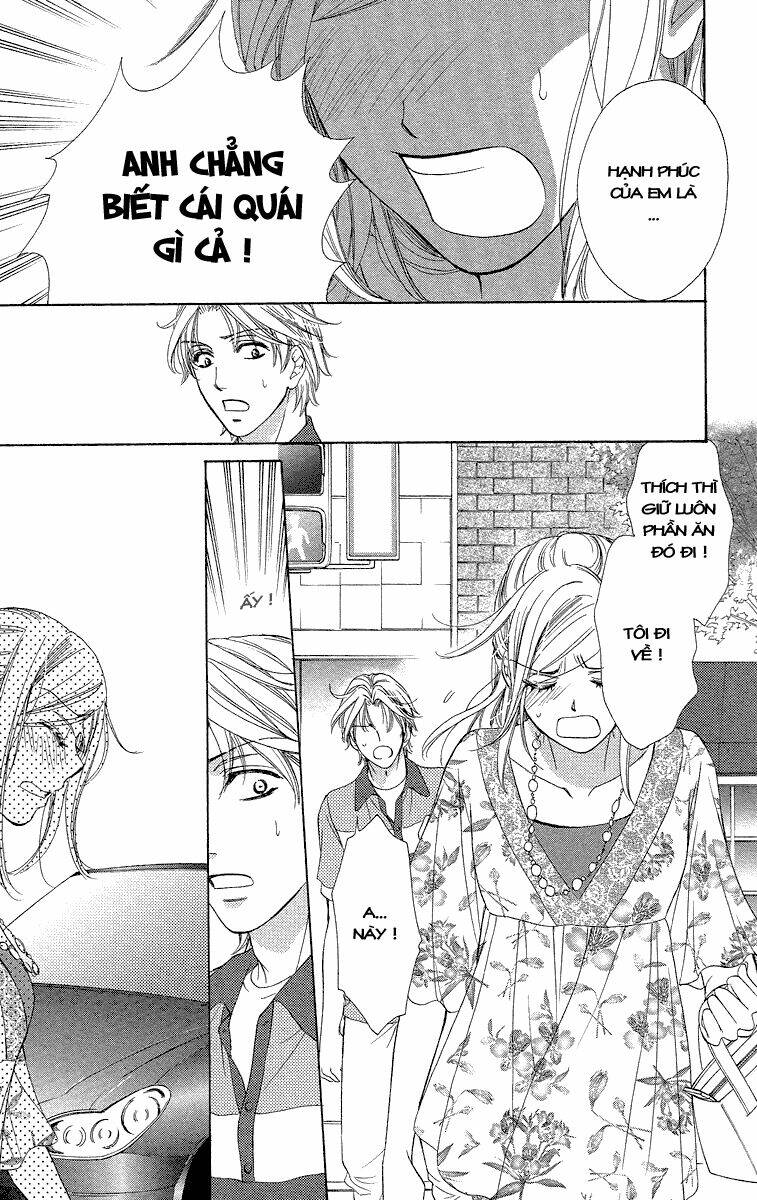 HẠNH PHÚC
CỦA EM LÀ
...
ANH CHẲNG
BIẾT CÁI QUÁI
GÌ CẢ !
THÍCH THÌ
GIỮ LUÔN
PHẦN ĂN
ĐÓ ĐI !
TÔI ĐI
VỀ !
A...
NÀY !
ẤY !